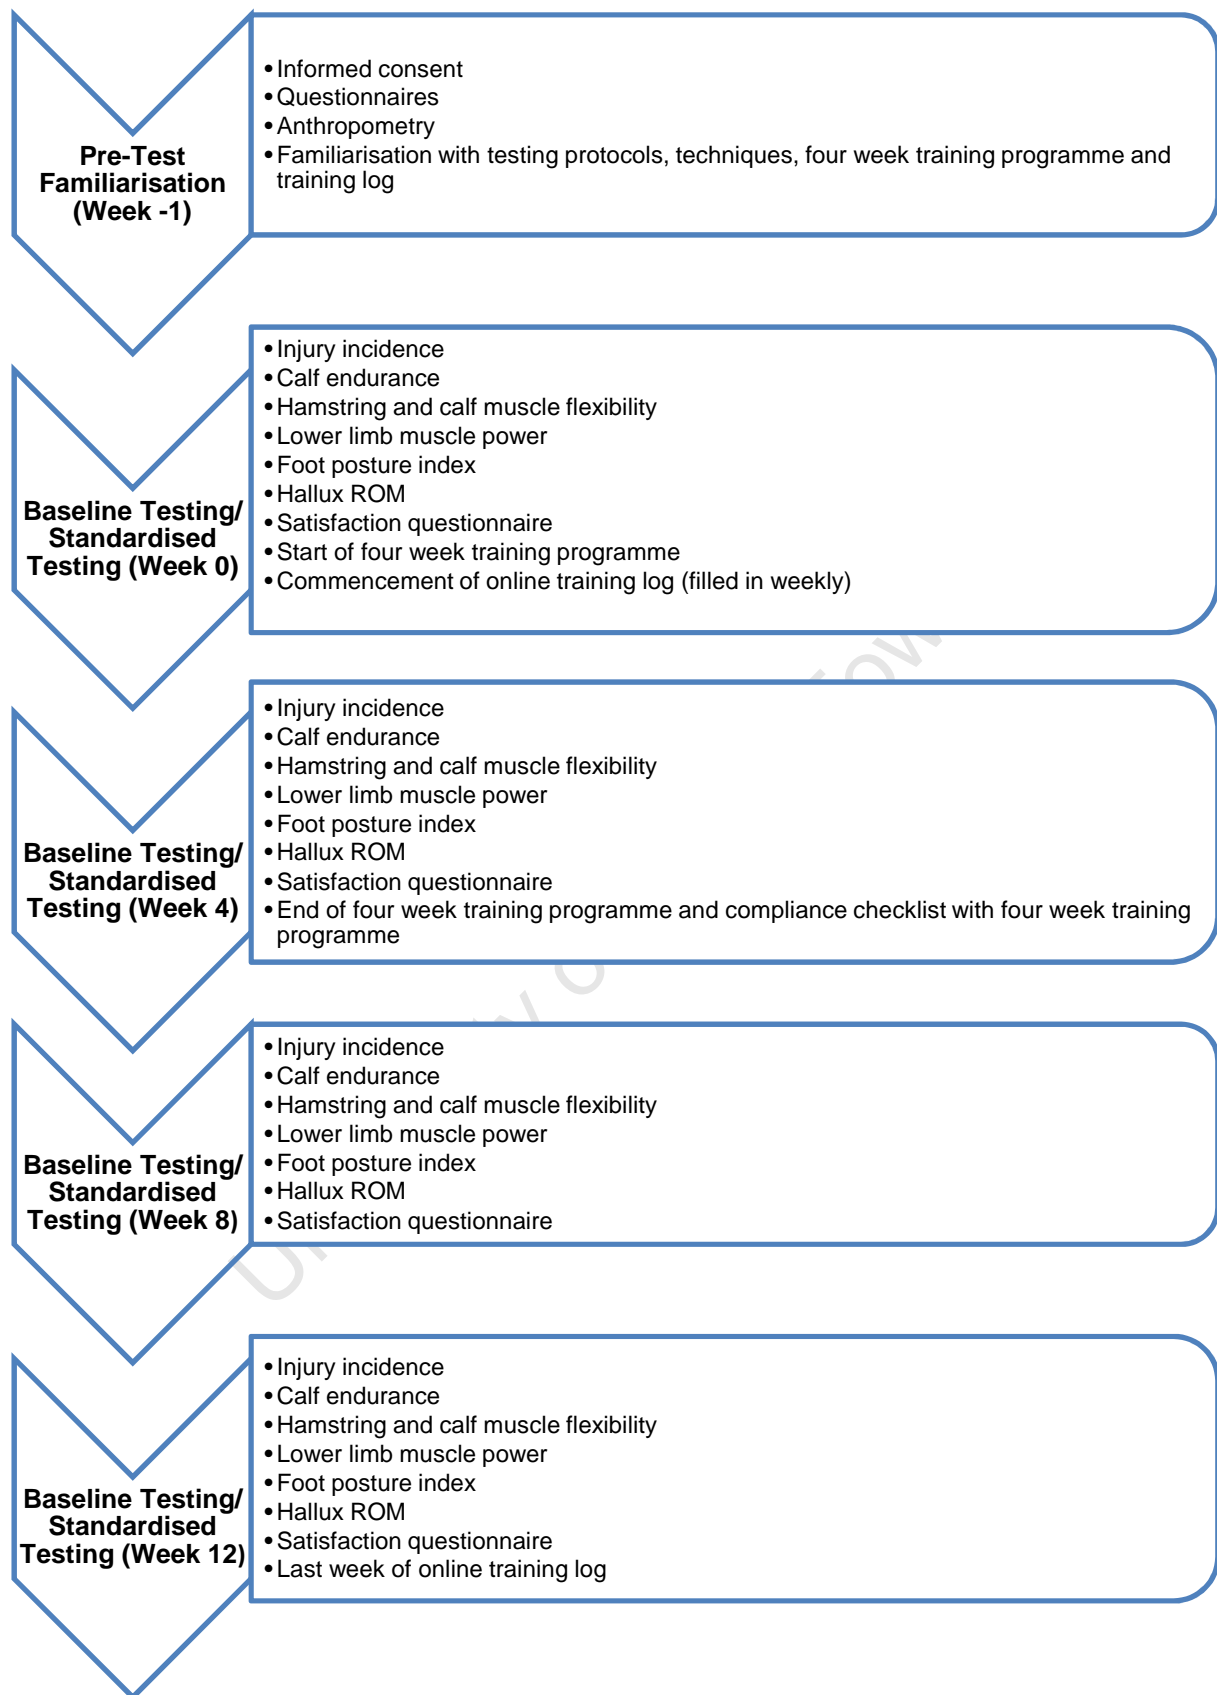 Pre-Test
Familiarisation
(Week -1)
•Informed consent
•Questionnaires
•Anthropometry
•Familiarisation with testing protocols, techniques, four week training programme and
training log
Baseline Testing/
Standardised
Testing (Week 0)
•Injury incidence
•Calf endurance
•Hamstring and calf muscle flexibility
•Lower limb muscle power
•Foot posture index
•Hallux ROM
•Satisfaction questionnaire
•Start of four week training programme
•Commencement of online training log (filled in weekly)
Baseline Testing/
Standardised
Testing (Week 4)
•Injury incidence
•Calf endurance
•Hamstring and calf muscle flexibility
•Lower limb muscle power
•Foot posture index
•Hallux ROM
•Satisfaction questionnaire
•End of four week training programme and compliance checklist with four week training
programme
Baseline Testing/
Standardised
Testing (Week 8)
•Injury incidence
•Calf endurance
•Hamstring and calf muscle flexibility
•Lower limb muscle power
•Foot posture index
•Hallux ROM
•Satisfaction questionnaire
Baseline Testing/
Standardised
Testing (Week 12)
•Injury incidence
•Calf endurance
•Hamstring and calf muscle flexibility
•Lower limb muscle power
•Foot posture index
•Hallux ROM
•Satisfaction questionnaire
•Last week of online training log